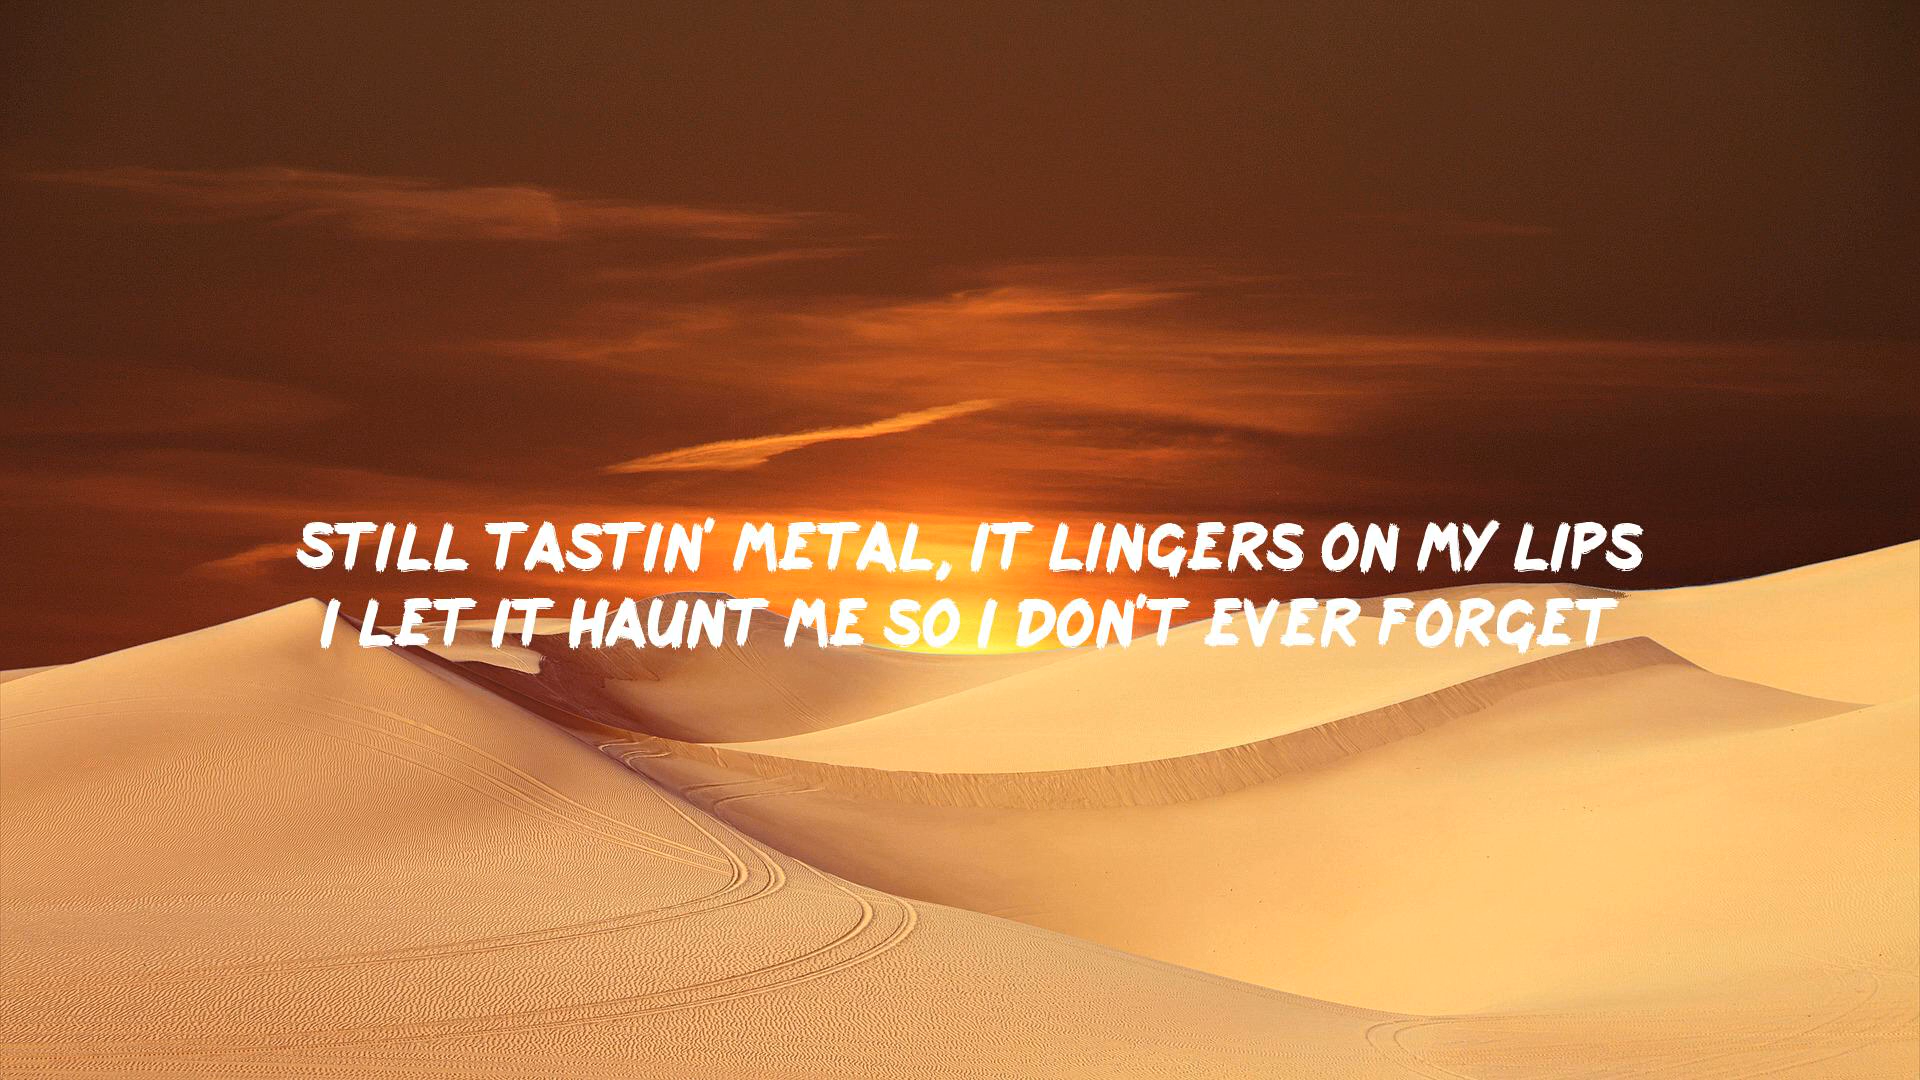 STILL TASTIN' METAL, IT LINGERS ON MY LIPS
I LET IT HAUNT ME SO I DON'T EVER FORGET